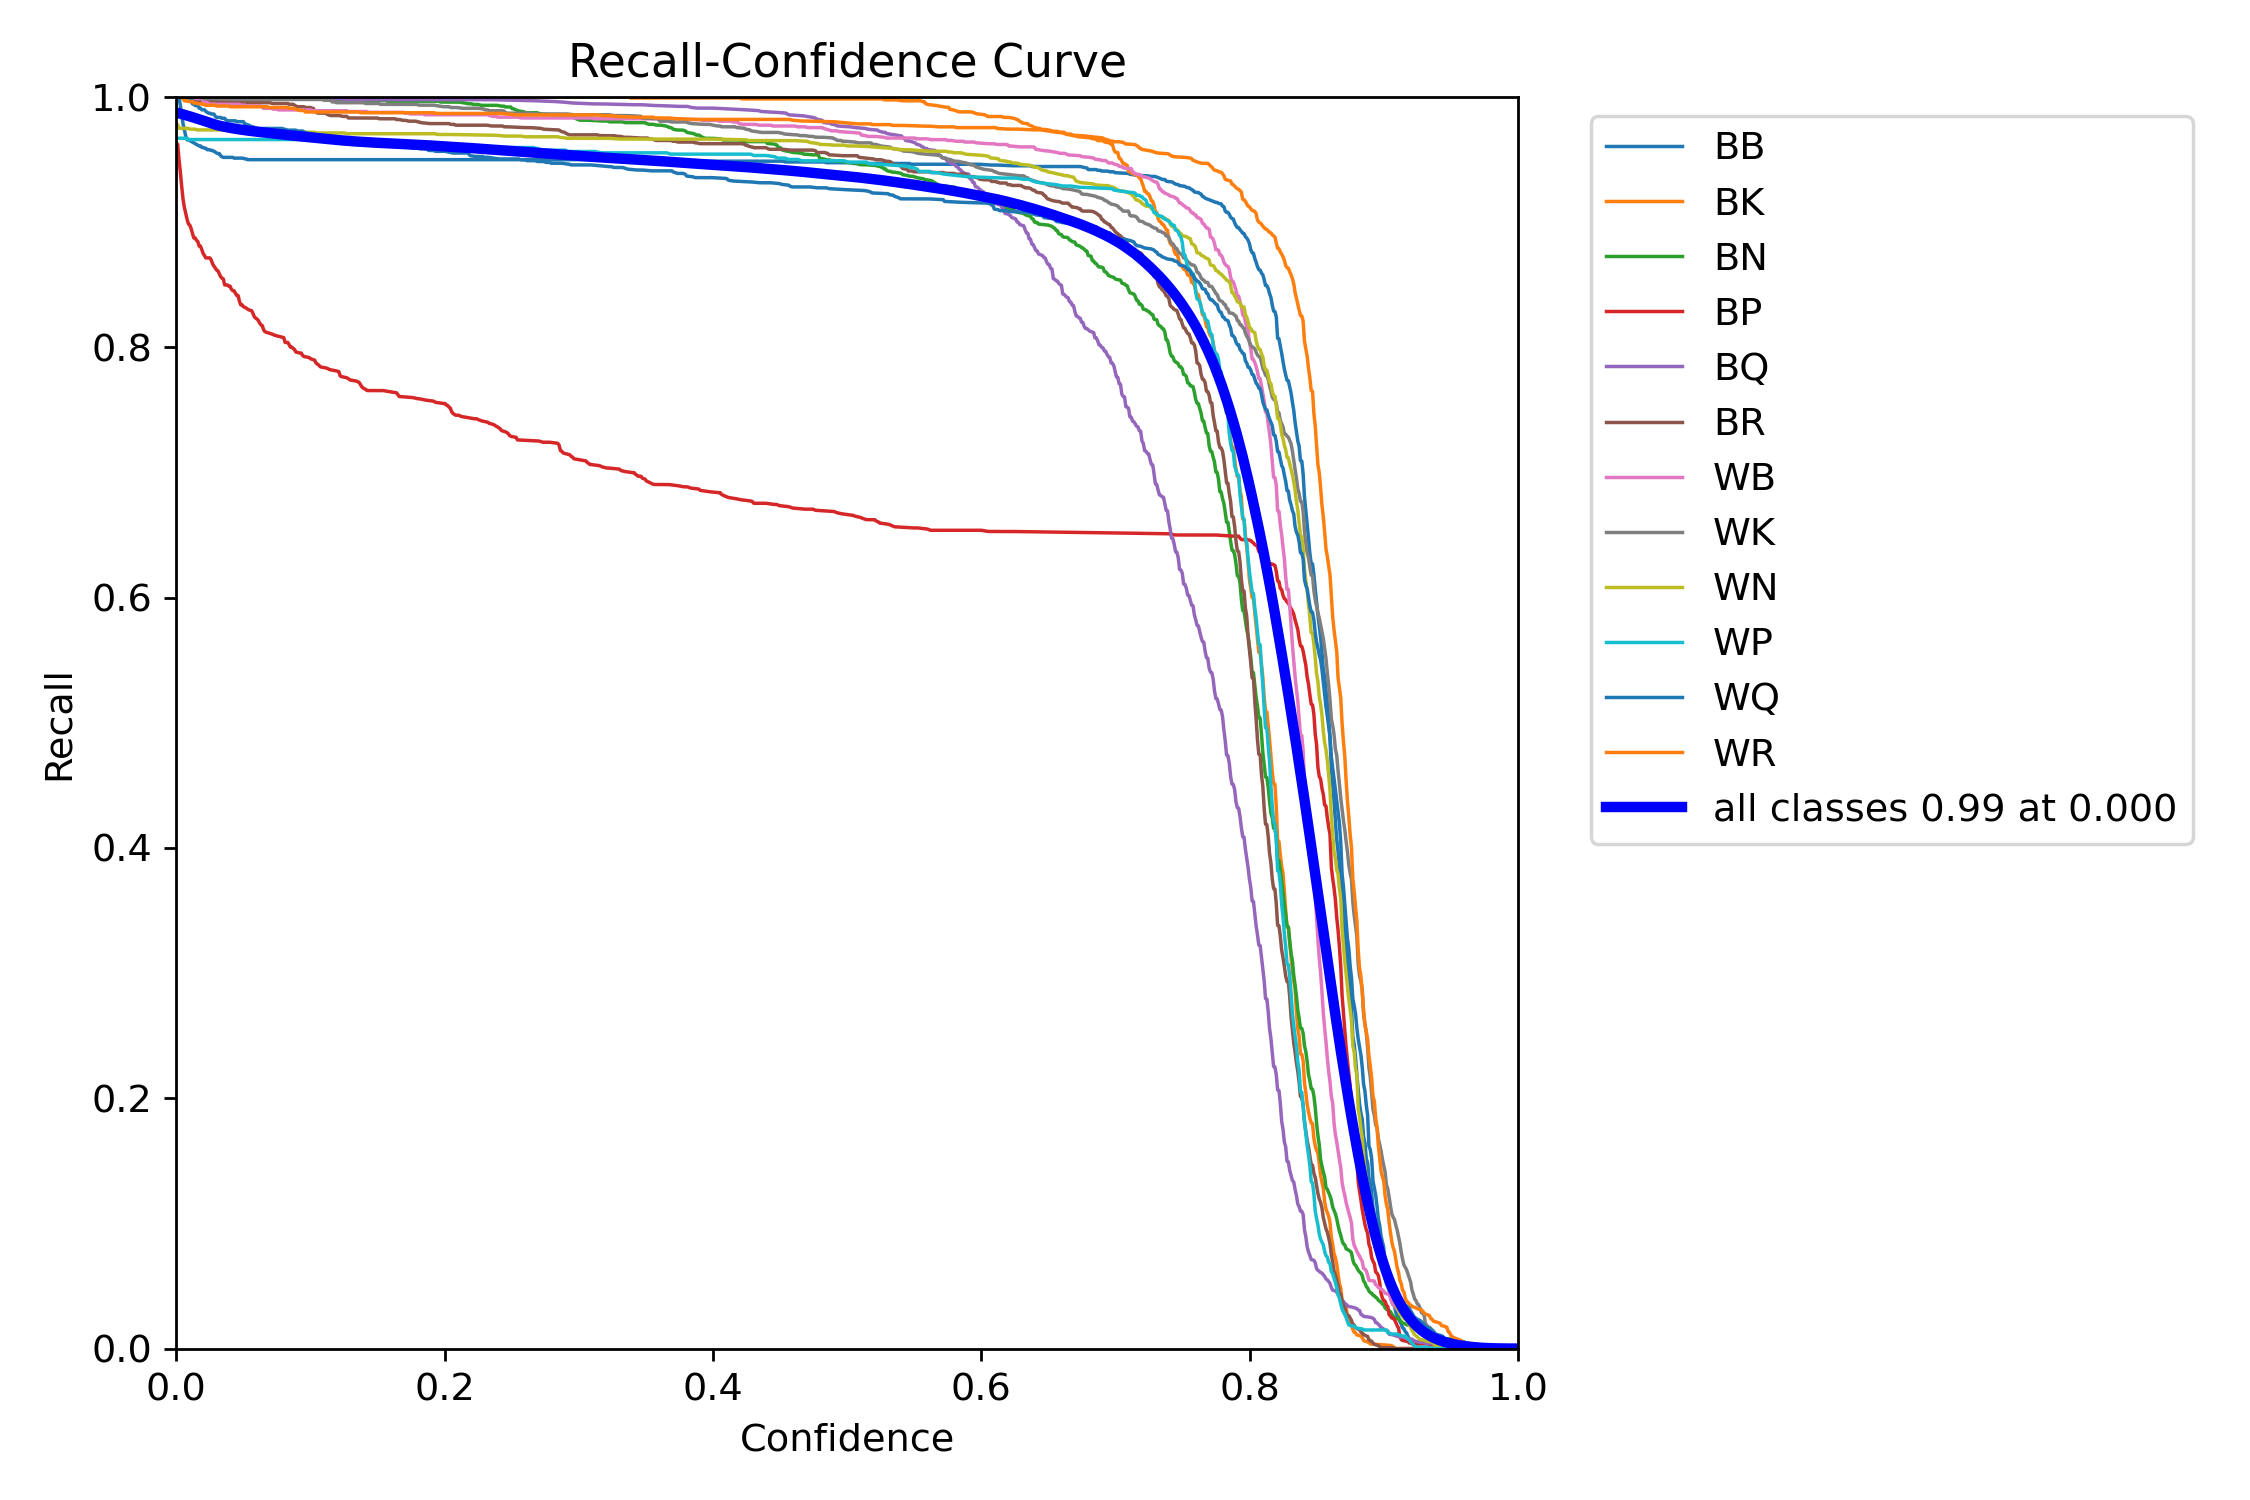 Recall-Confidence Curve
1.0
0.8
0.6
0.4
0.2
0.0
Recall
0.0 0.2 0.4 0.6 0.8 1.0
Confidence
BB
BK
BN
BP
BQ
BR
WB
WK
WN
WP
WQ
WR
all classes 0.99 at 0.000